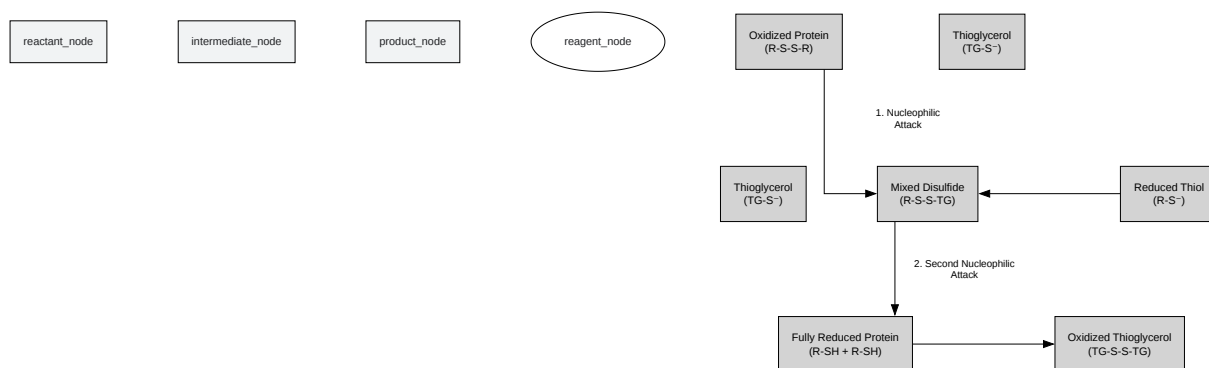 reactant_node
intermediate_node
product_node
reagent_node
Oxidized Protein
(R-S-S-R)
Thioglycerol
(TG-S⁻)
1. Nucleophilic
Attack
Thioglycerol
(TG-S⁻)
Mixed Disulfide
(R-S-S-TG)
Reduced Thiol
(R-S⁻)
2. Second Nucleophilic
Attack
Fully Reduced Protein
(R-SH + R-SH)
Oxidized Thioglycerol
(TG-S-S-TG)